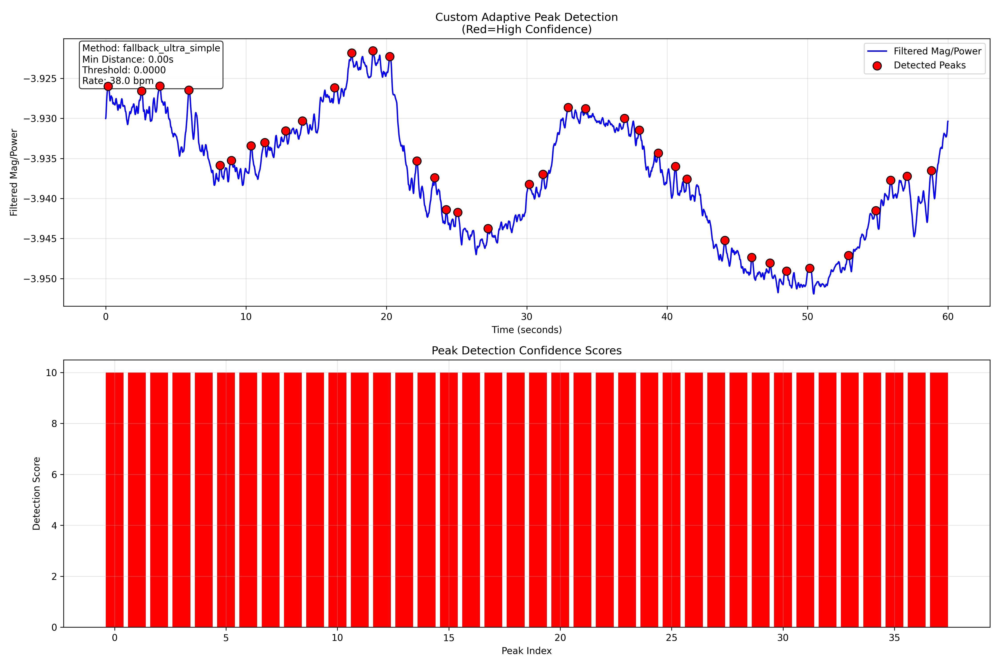 Custom Adaptive Peak Detection
(Red=High Confidence)
Method: fallback_ultra_simple
Min Distance: 0.00s
Threshold: 0.0000
Rate: 38.0 bpm
Filtered Mag/Power
Detected Peaks
−3.925
−3.930
−3.935
−3.940
−3.945
−3.950
Filtered Mag/Power
0 10 20 30 40 50 60
Time (seconds)
Peak Detection Confidence Scores
10
8
6
4
2
0
Detection Score
0 5 10 15 20 25 30 35
Peak Index